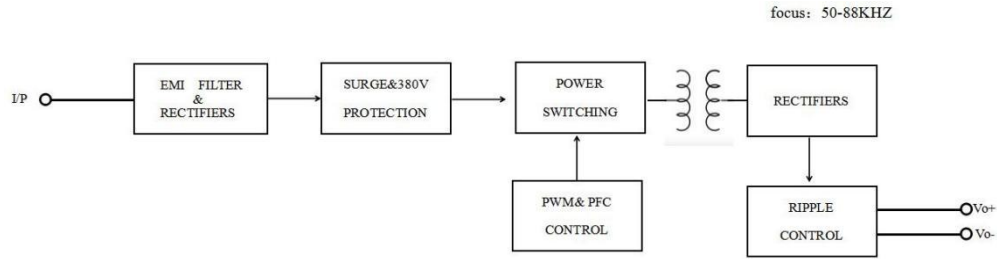 focus: 50-88KHZ
I/P
EMI FILTER
&
RECTIFIERS
SURGE&380V
PROTECTION
POWER
SWITCHING
RECTIFIERS
PWM& PFC
CONTROL
RIPPLE
CONTROL
Vo+
Vo-